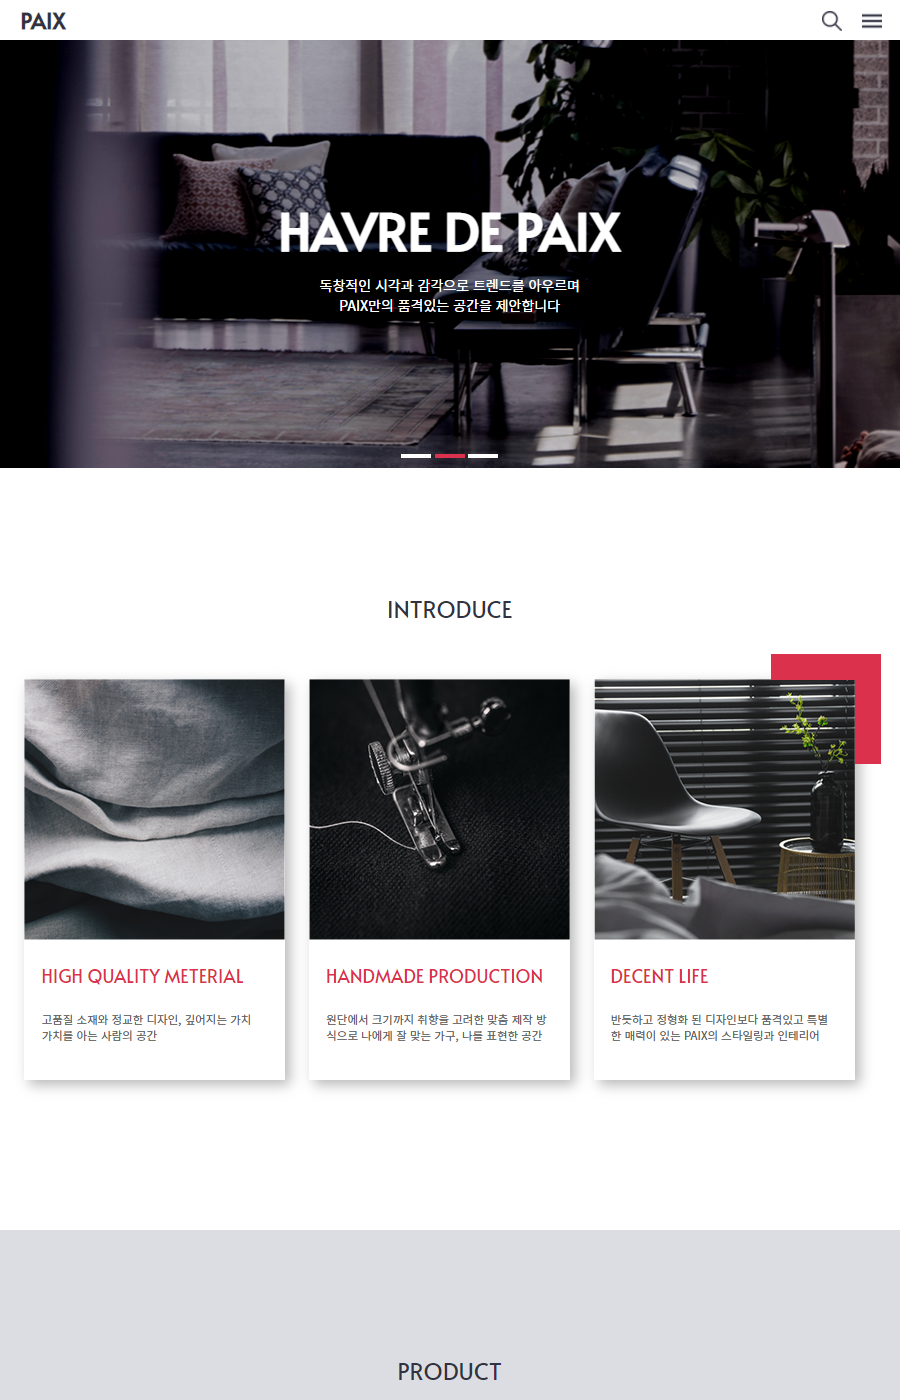 PAIX
HAVRE DE PAIX
독창적인 시각과 감각으로 트렌드를 아우르며
PAIX만의 품격있는 공간을 제안합니다
INTRODUCE
HIGH QUALITY METERIAL
고품질 소재와 정교한 디자인, 깊어지는 가치
가치를 아는 사람의 공간
HANDMADE PRODUCTION
원단에서 크기까지 취향을 고려한 맞춤 제작 방
식으로 나에게 잘 맞는 가구, 나를 표현한 공간
DECENT LIFE
반듯하고 정형화 된 디자인보다 품격있고 특별
한 매력이 있는 PAIX의 스타일링과 인테리어
PRODUCT